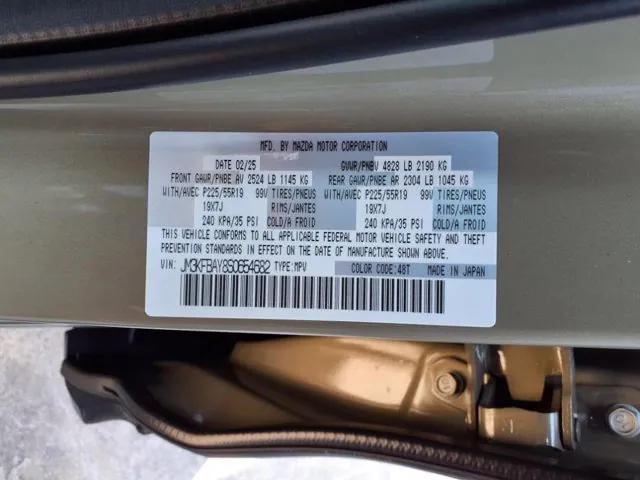 MFD. BY MAZDA MOTOR CORPORATION
DATE 02/25 GVWR/PNBV 4828 LB 2190 KG
FRONT GAWR/PNBE AV 2524 LB 1145 KG REAR GAWR/PNBE AR 2304 LB 1045 KG
WITH/AVEC P225/55R19 99V TIRES/PNEUS WITH/AVEC P225/55R19 99V TIRES/PNEUS
19X7J RIMS/JANTES 19X7J RIMS/JANTES
240 KPA/35 PSI COLD/A FROID 240 KPA/35 PSI COLD/A FROID
THIS VEHICLE CONFORMS TO ALL APPLICABLE FEDERAL MOTOR VEHICLE SAFETY AND THEFT
PREVENTION STANDARDS IN EFFECT ON THE DATE OF MANUFACTURE SHOWN ABOVE.
VIN: JM3KFBAY8S0654682 TYPE:MPV COLOR CODE:48T MADE IN JAPAN